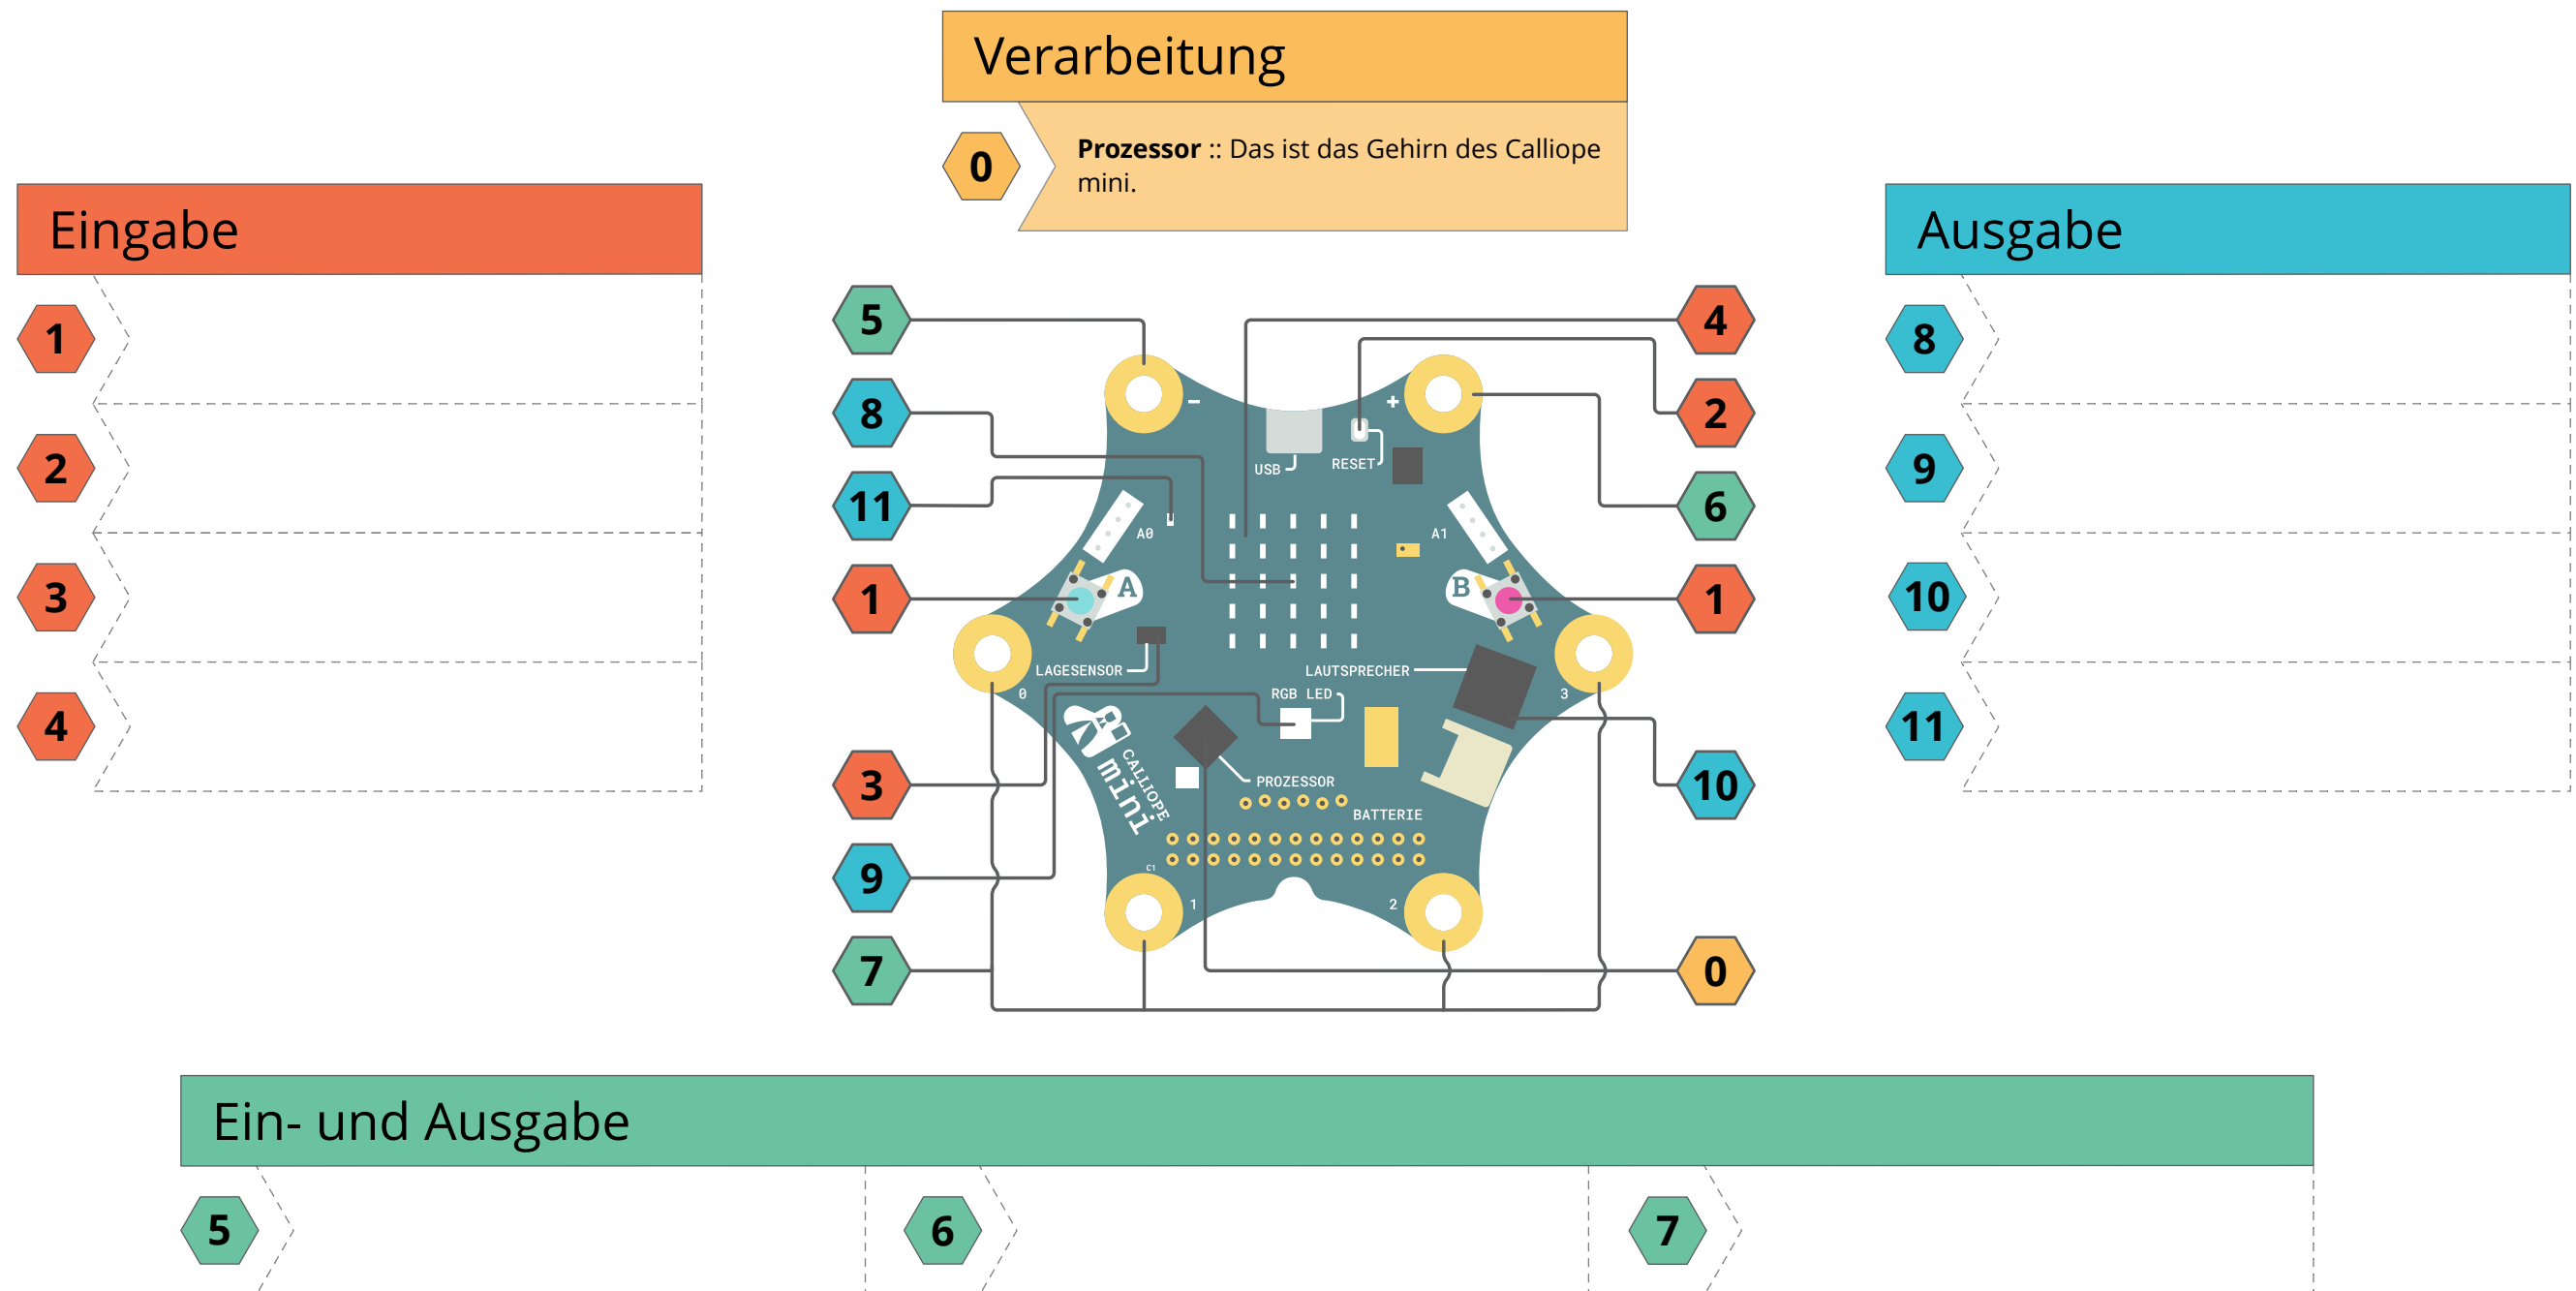 Verarbeitung
0
Prozessor :: Das ist das Gehirn des Calliope
mini.
Eingabe
1
2
3
4
Ausgabe
8
9
10
11
5
8
11
1
3
9
7
4
2
6
1
10
0
- +
USB RESET
A0 A1
A B
LAGESENSOR LAUTSPRECHER
0 RGB LED 3
CALLIOPE
mini
PROZESSOR
BATTERIE
C1
1 2
Ein- und Ausgabe
5
6
7